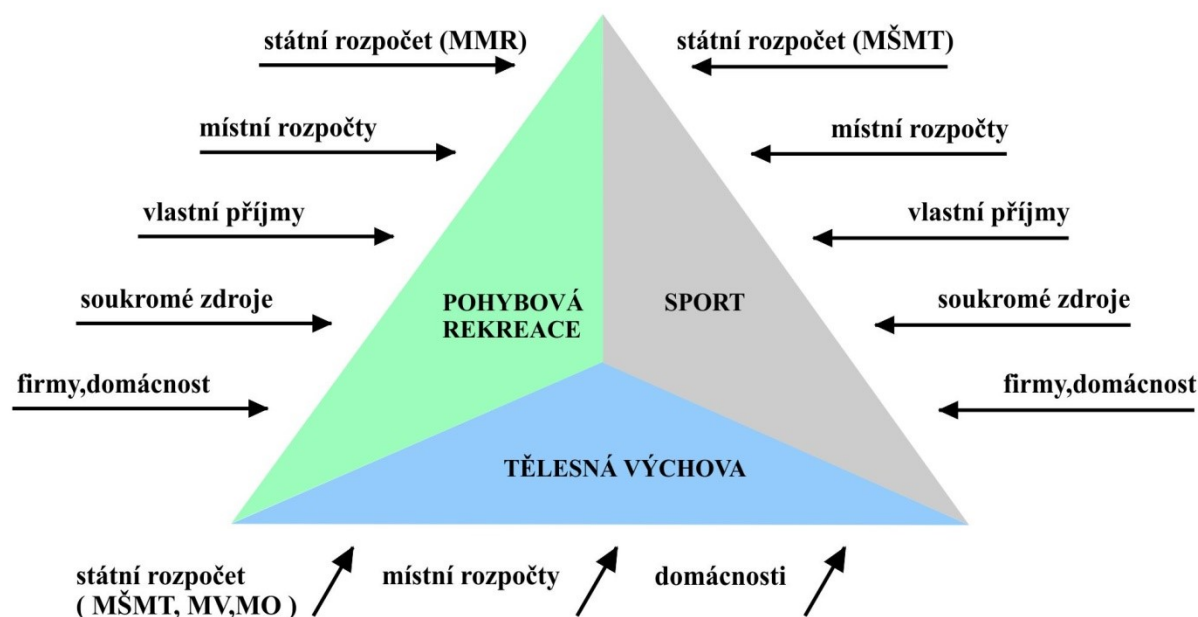 státní rozpočet (MMR)
státní rozpočet (MŠMT)
místní rozpočty
místní rozpočty
vlastní příjmy
vlastní příjmy
soukromé zdroje
POHYBOVÁ
REKREACE
SPORT
soukromé zdroje
firmy,domácnost
firmy,domácnost
TĚLESNÁ VÝCHOVA
státní rozpočet
( MŠMT, MV,MO )
místní rozpočty
domácnosti